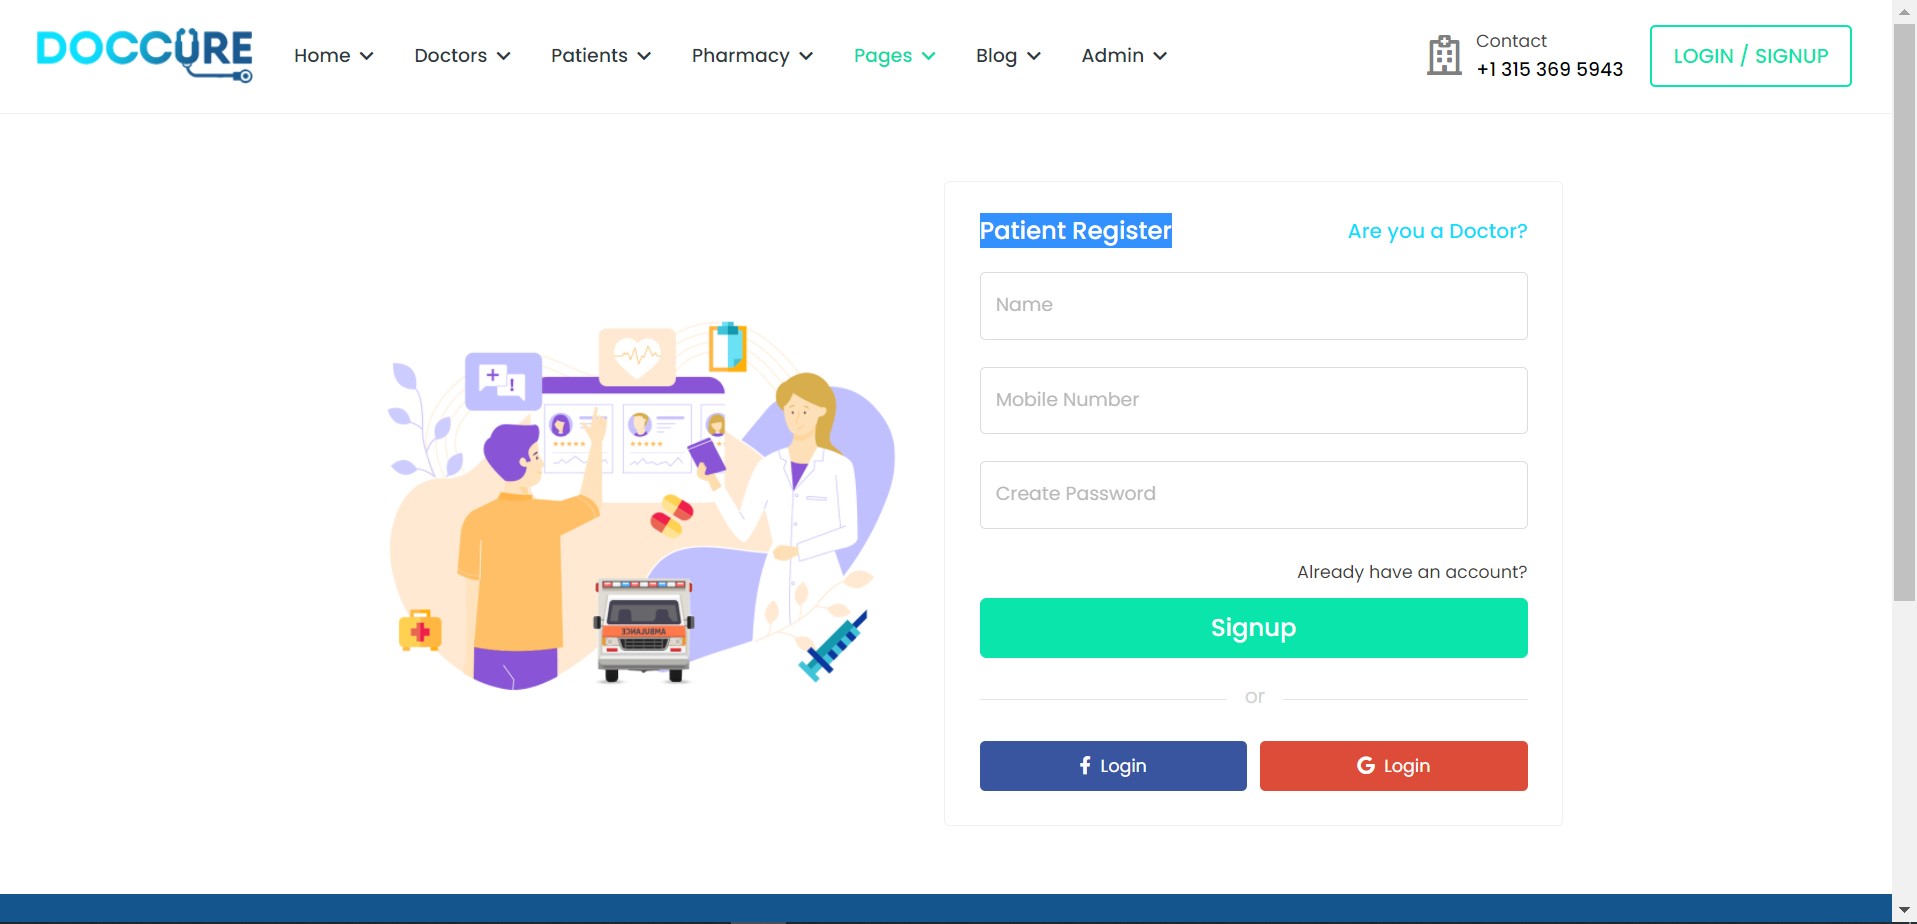 DOCCURE
Home Doctors Patients Pharmacy Pages Blog Admin
Contact
+1 315 369 5943
LOGIN / SIGNUP
Patient Register Are you a Doctor?
Name
Mobile Number
Create Password
Already have an account?
Signup
or
Login Login
AMBULANCE